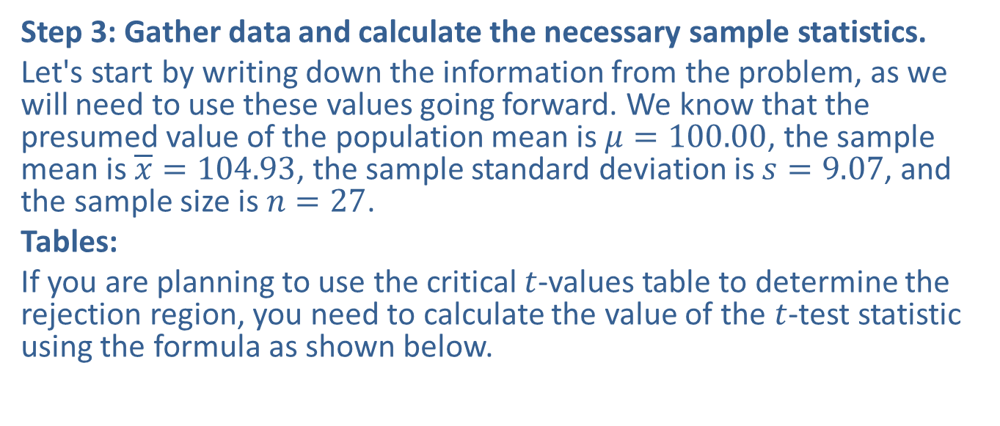 Step 3: Gather data and calculate the necessary sample statistics.
Let's start by writing down the information from the problem, as we
will need to use these values going forward. We know that the
presumed value of the population mean is μ = 100.00, the sample
mean is x̅ = 104.93, the sample standard deviation is s = 9.07, and
the sample size is n = 27.
Tables:
If you are planning to use the critical t-values table to determine the
rejection region, you need to calculate the value of the t-test statistic
using the formula as shown below.